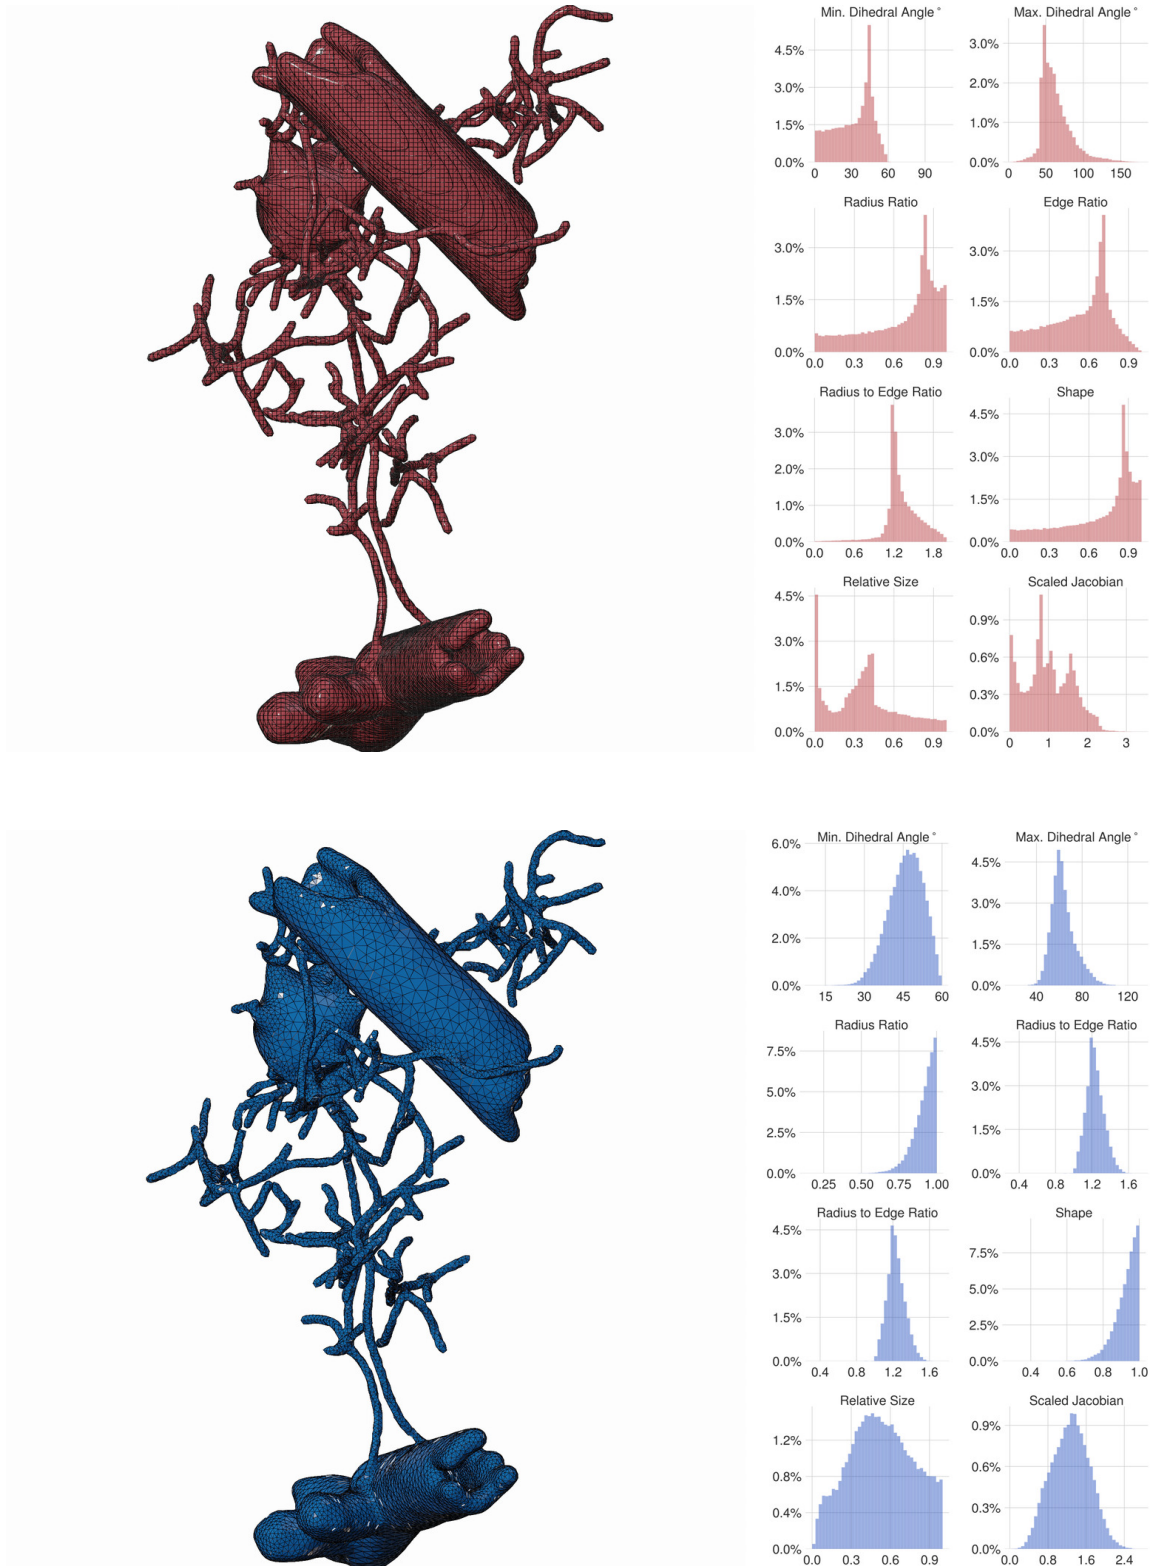 Min. Dihedral Angle °
4.5%
3.0%
1.5%
0.0%
0 30 60 90
Max. Dihedral Angle °
3.0%
2.0%
1.0%
0.0%
0 50 100 150
Radius Ratio
3.0%
1.5%
0.0%
0.3 0.6 0.9
Edge Ratio
3.0%
1.5%
0.0%
0.3 0.6 0.9
Radius to Edge Ratio
3.0%
2.0%
1.0%
0.0%
0.0 0.6 1.2 1.8
Shape
4.5%
3.0%
1.5%
0.0%
0.0 0.3 0.6 0.9
Relative Size
4.5%
3.0%
1.5%
0.0%
0.0 0.3 0.6 0.9
Scaled Jacobian
0.9%
0.6%
0.3%
0.0%
0 1 2 3
Min. Dihedral Angle °
6.0%
4.0%
2.0%
0.0%
15 30 45 60
Max. Dihedral Angle °
4.5%
3.0%
1.5%
0.0%
40 80 120
Radius Ratio
7.5%
5.0%
2.5%
0.0%
0.25 0.50 0.75 1.00
Radius to Edge Ratio
4.5%
3.0%
1.5%
0.0%
0.4 0.8 1.2 1.6
Radius to Edge Ratio
4.5%
3.0%
1.5%
0.0%
0.4 0.8 1.2 1.6
Shape
7.5%
5.0%
2.5%
0.0%
0.4 0.6 0.8 1.0
Relative Size
1.2%
0.8%
0.4%
0.0%
0.0 0.3 0.6 0.9
Scaled Jacobian
0.9%
0.6%
0.3%
0.0%
0.0 0.8 1.6 2.4